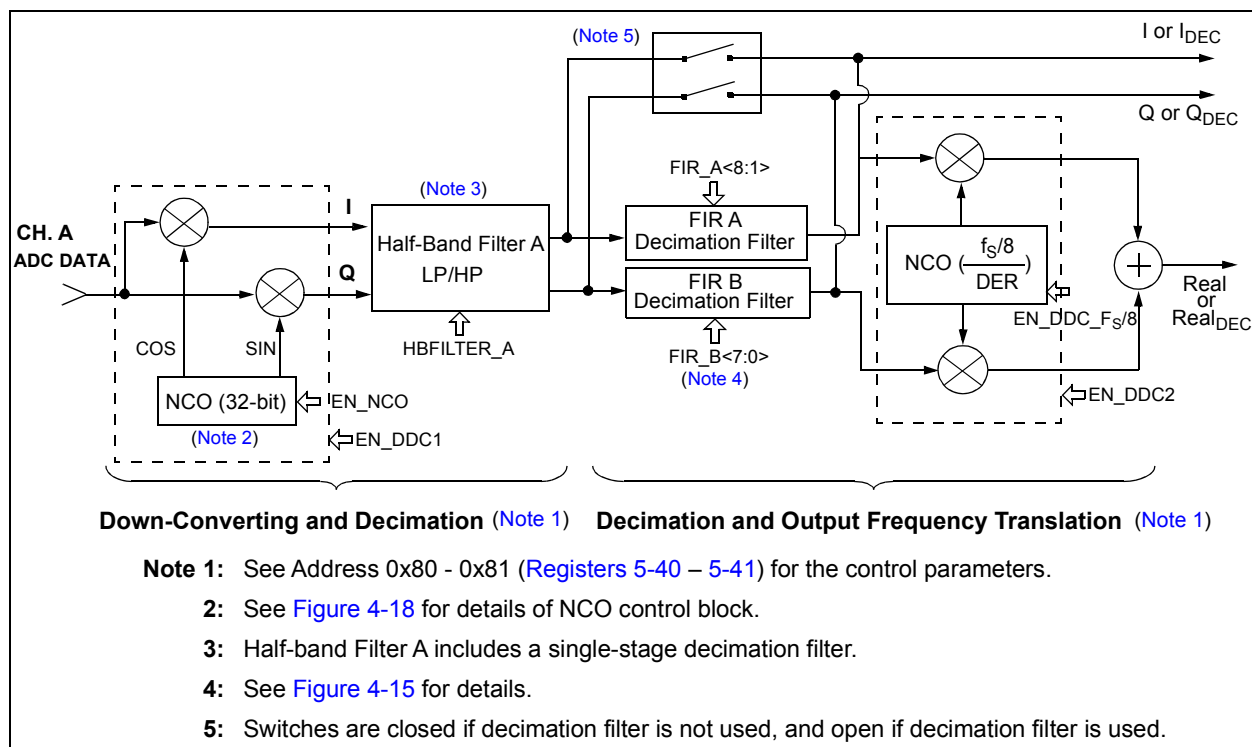 (Note 5)
I or IDEC
Q or QDEC
FIR_A<8:1>
(Note 3)
I
FIR A
Decimation Filter
CH. A
ADC DATA
Half-Band Filter A
LP/HP
NCO (fS/8
DER)
Q
FIR B
Decimation Filter
Real
or
RealDEC
EN_DDC_FS/8
COS
SIN
HBFILTER_A
FIR_B<7:0>
(Note 4)
NCO (32-bit)
EN_NCO
EN_DDC2
(Note 2)
EN_DDC1
Down-Converting and Decimation (Note 1)
Decimation and Output Frequency Translation (Note 1)
Note 1: See Address 0x80 - 0x81 (Registers 5-40 – 5-41) for the control parameters.
2: See Figure 4-18 for details of NCO control block.
3: Half-band Filter A includes a single-stage decimation filter.
4: See Figure 4-15 for details.
5: Switches are closed if decimation filter is not used, and open if decimation filter is used.